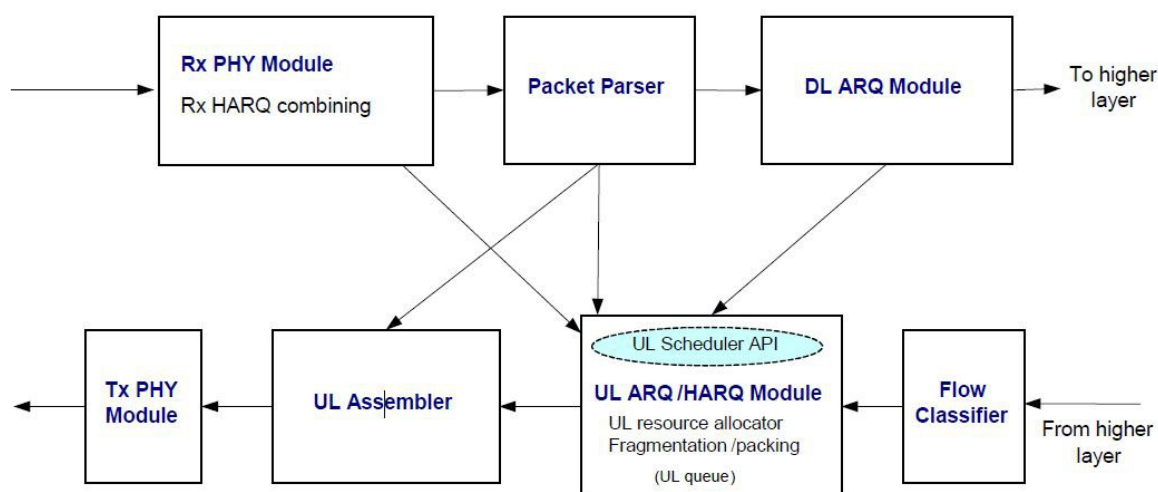 Rx PHY Module
Rx HARQ combining
Packet Parser
DL ARQ Module
To higher
layer
Tx PHY
Module
UL Assembler
UL Scheduler API
UL ARQ /HARQ Module
UL resource allocator
Fragmentation /packing
(UL queue)
Flow
Classifier
From higher
layer